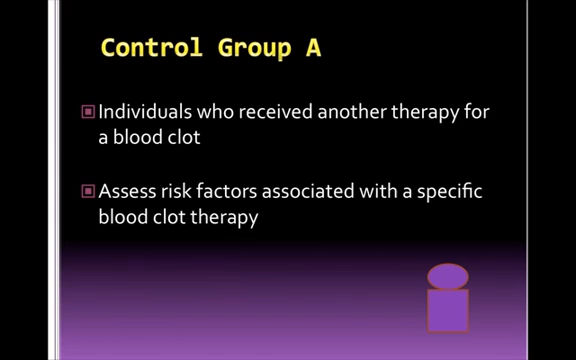 Control Group A
Individuals who received another therapy for
a blood clot
Assess risk factors associated with a specific
blood clot therapy